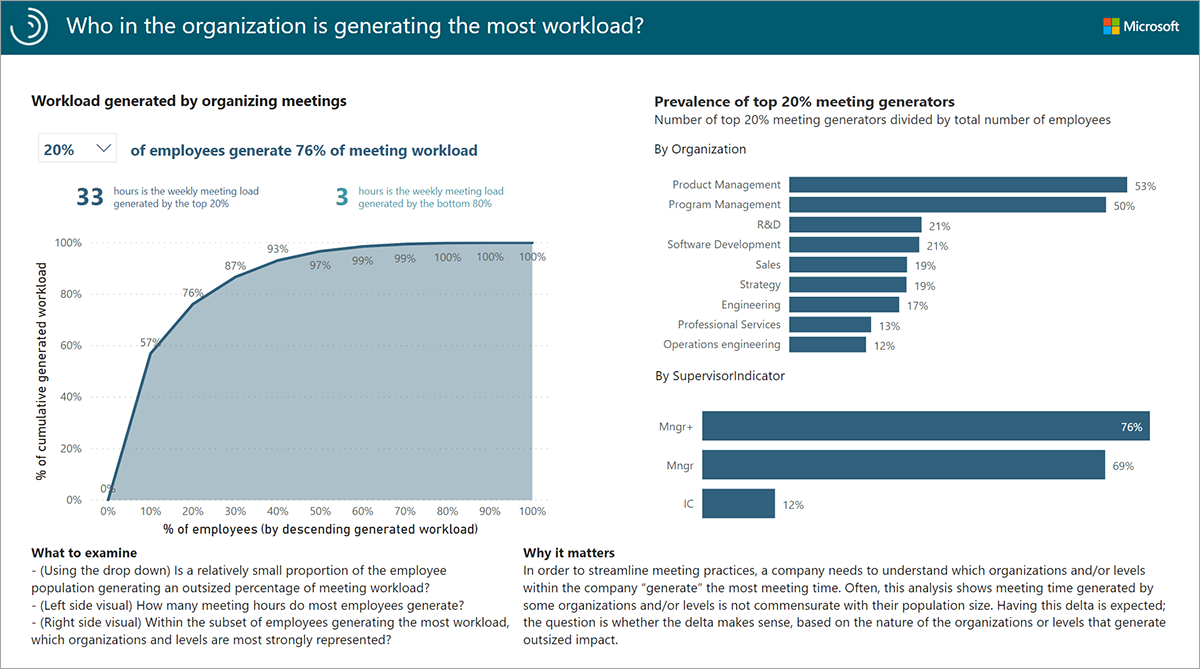 Who in the organization is generating the most workload?
Microsoft
Workload generated by organizing meetings
20%
of employees generate 76% of meeting workload
33
hours is the weekly meeting load
generated by the top 20%
3
hours is the weekly meeting load
generated by the bottom 80%
% of cumulative generated workload
100%
80%
60%
40%
20%
0%
0%
57%
76%
87%
93%
97%
99%
99%
100%
100%
100%
0%
10%
20%
30%
40%
50%
60%
70%
80%
90%
100%
% of employees (by descending generated workload)
Prevalence of top 20% meeting generators
Number of top 20% meeting generators divided by total number of employees
By Organization
Product Management 53%
Program Management 50%
R&D 21%
Software Development 21%
Sales 19%
Strategy 19%
Engineering 17%
Professional Services 13%
Operations engineering 12%
By SupervisorIndicator
Mngr+ 76%
Mngr 69%
IC 12%
What to examine
- (Using the drop down) Is a relatively small proportion of the employee
population generating an outsized percentage of meeting workload?
- (Left side visual) How many meeting hours do most employees generate?
- (Right side visual) Within the subset of employees generating the most workload,
which organizations and levels are most strongly represented?
Why it matters
In order to streamline meeting practices, a company needs to understand which organizations and/or levels
within the company “generate” the most meeting time. Often, this analysis shows meeting time generated by
some organizations and/or levels is not commensurate with their population size. Having this delta is expected;
the question is whether the delta makes sense, based on the nature of the organizations or levels that generate
outsized impact.